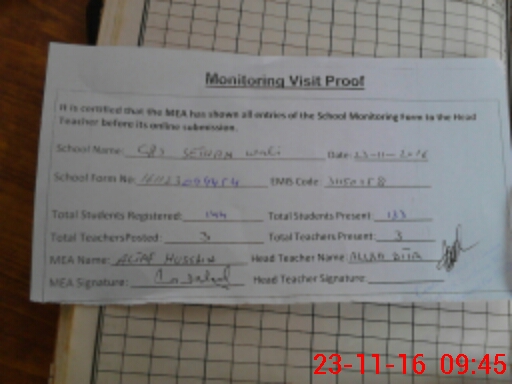 Monitoring Visit Proof
It is certified that the MEA has shown all entries of the School Monitoring Form to the Head
Teacher before its online submission.
School Name: Date: 23-11-2016
School Form No: EMIS Code:
Total Students Registered: Total Students Present: 133
Total Teachers Posted: 3 Total Teachers Present: 3
MEA Name: HUSSAIN Head Teacher Name: ALLAH DITTA
MEA Signature: Head Teacher Signature:
23-11-16 09:45